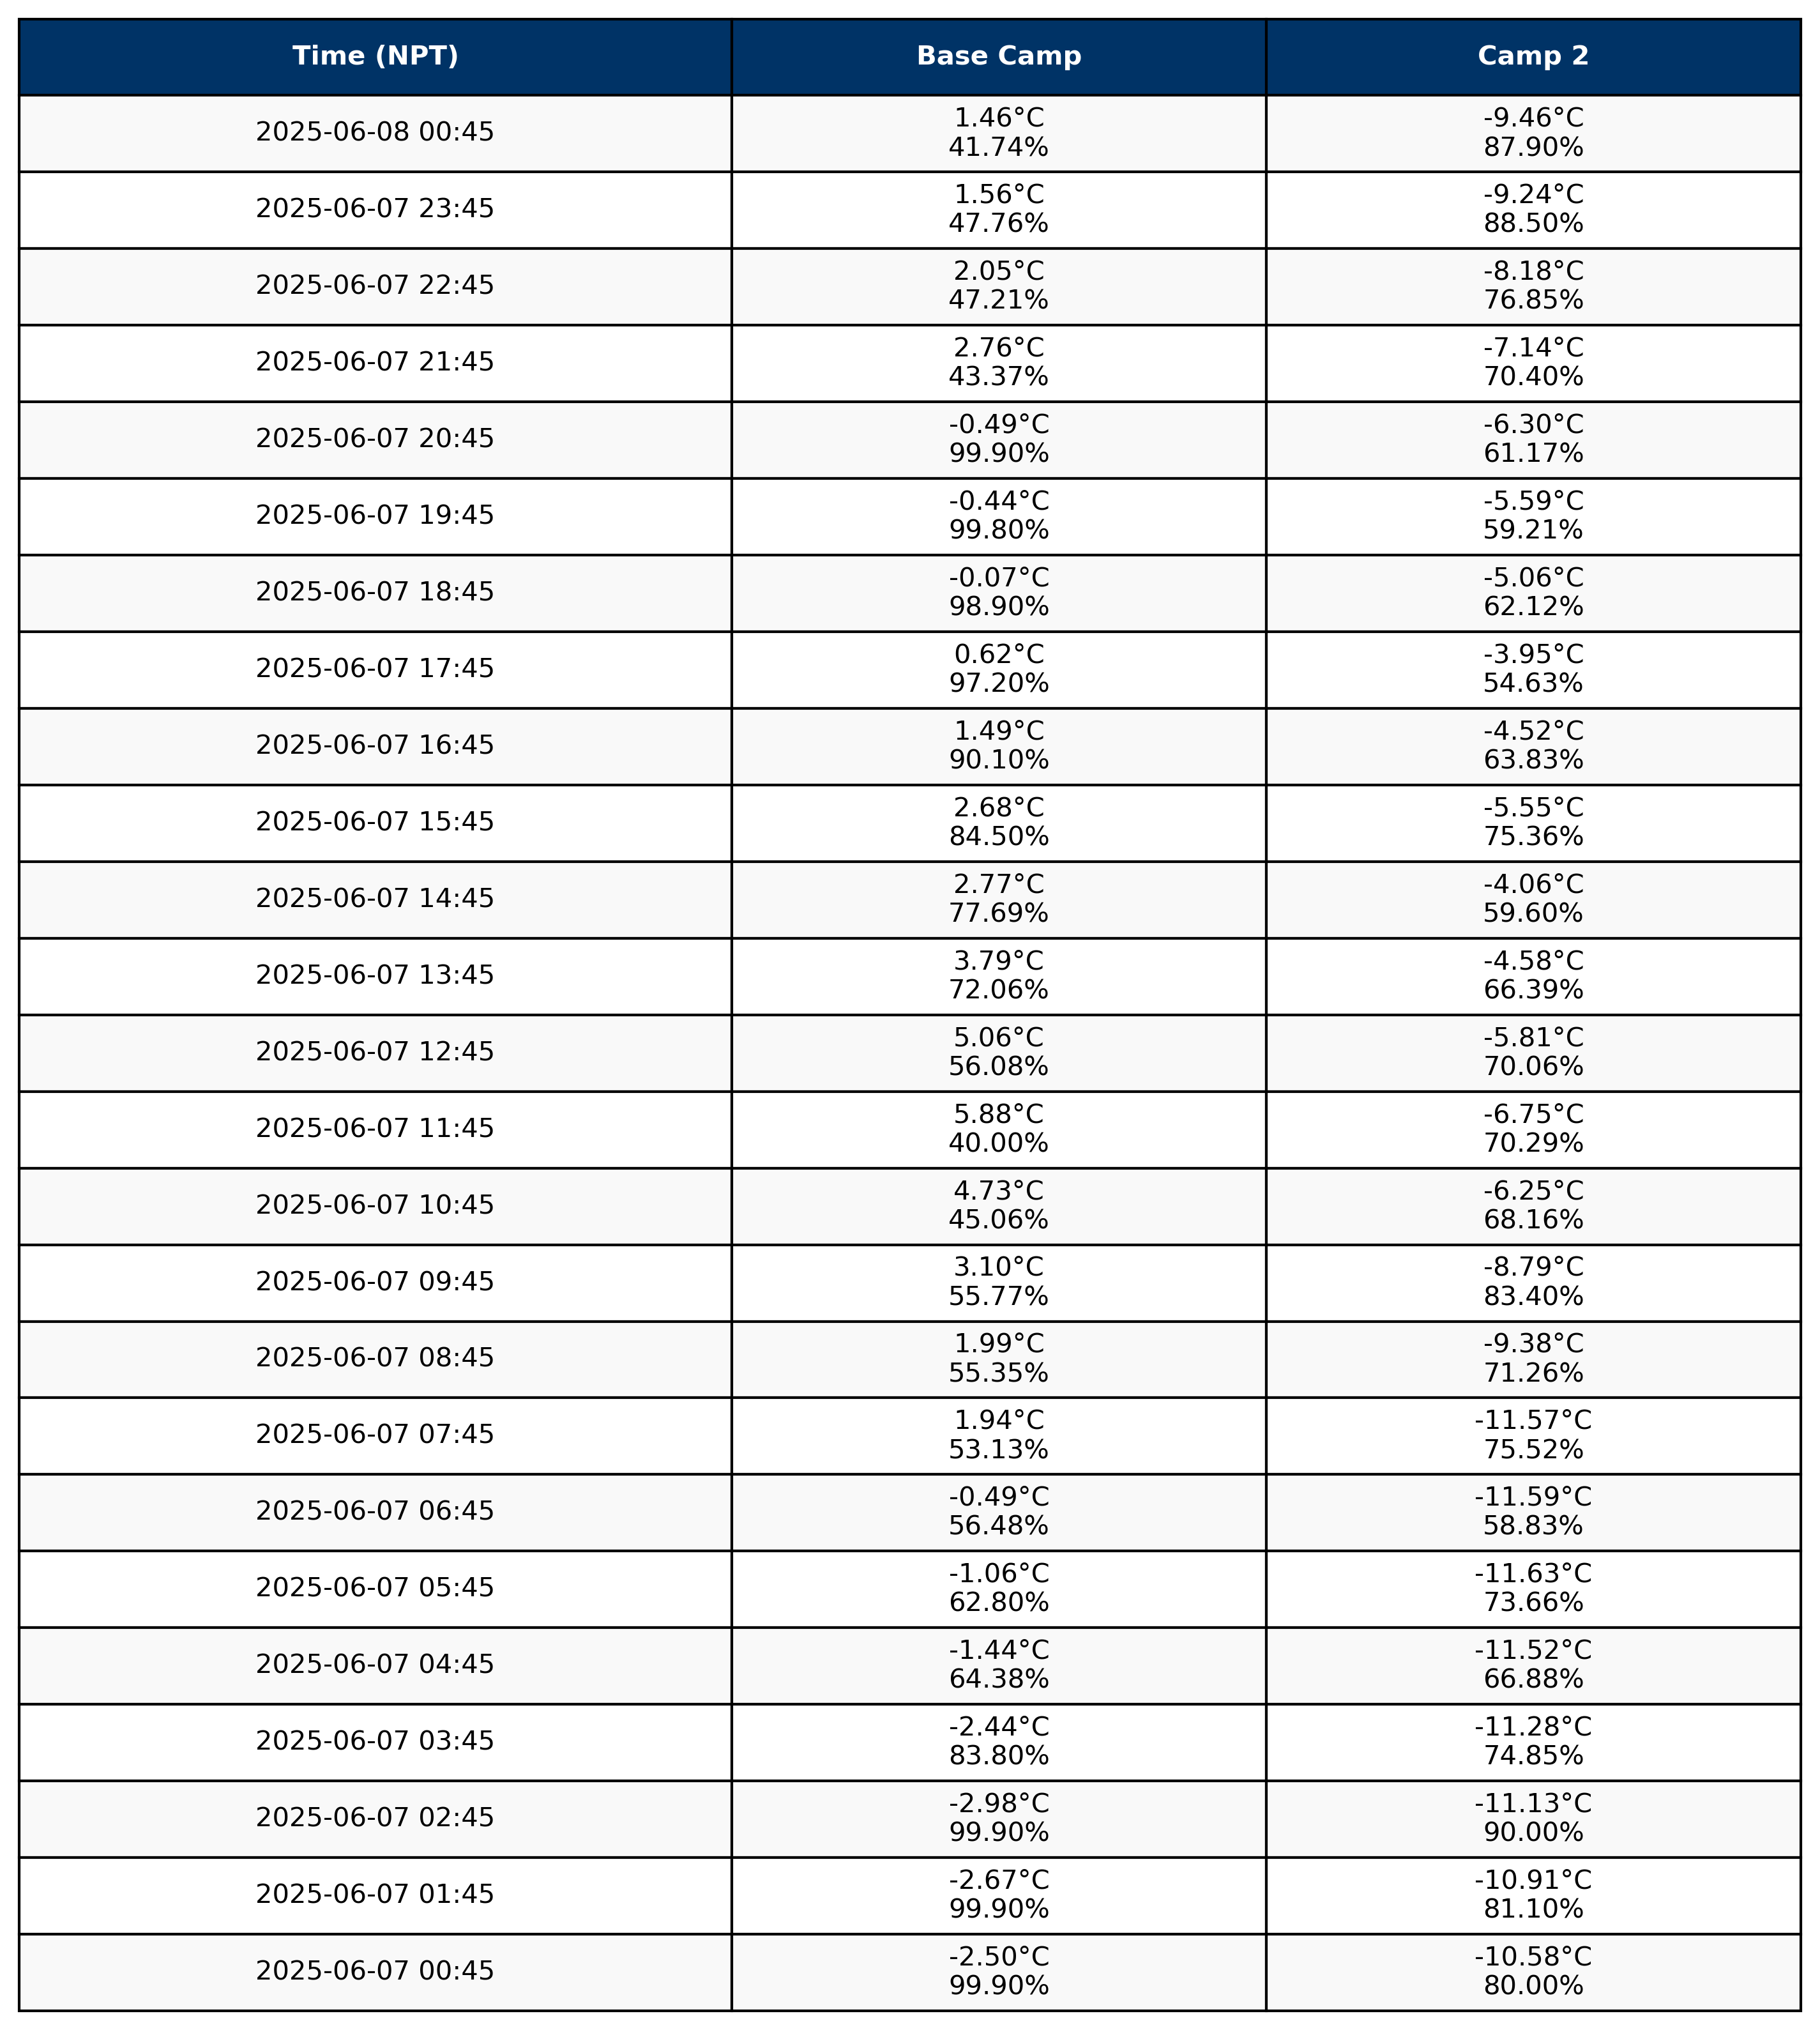 Time (NPT) Base Camp Camp 2
2025-06-08 00:45
1.46°C
41.74%
-9.46°C
87.90%
2025-06-07 23:45
1.56°C
47.76%
-9.24°C
88.50%
2025-06-07 22:45
2.05°C
47.21%
-8.18°C
76.85%
2025-06-07 21:45
2.76°C
43.37%
-7.14°C
70.40%
2025-06-07 20:45
-0.49°C
99.90%
-6.30°C
61.17%
2025-06-07 19:45
-0.44°C
99.80%
-5.59°C
59.21%
2025-06-07 18:45
-0.07°C
98.90%
-5.06°C
62.12%
2025-06-07 17:45
0.62°C
97.20%
-3.95°C
54.63%
2025-06-07 16:45
1.49°C
90.10%
-4.52°C
63.83%
2025-06-07 15:45
2.68°C
84.50%
-5.55°C
75.36%
2025-06-07 14:45
2.77°C
77.69%
-4.06°C
59.60%
2025-06-07 13:45
3.79°C
72.06%
-4.58°C
66.39%
2025-06-07 12:45
5.06°C
56.08%
-5.81°C
70.06%
2025-06-07 11:45
5.88°C
40.00%
-6.75°C
70.29%
2025-06-07 10:45
4.73°C
45.06%
-6.25°C
68.16%
2025-06-07 09:45
3.10°C
55.77%
-8.79°C
83.40%
2025-06-07 08:45
1.99°C
55.35%
-9.38°C
71.26%
2025-06-07 07:45
1.94°C
53.13%
-11.57°C
75.52%
2025-06-07 06:45
-0.49°C
56.48%
-11.59°C
58.83%
2025-06-07 05:45
-1.06°C
62.80%
-11.63°C
73.66%
2025-06-07 04:45
-1.44°C
64.38%
-11.52°C
66.88%
2025-06-07 03:45
-2.44°C
83.80%
-11.28°C
74.85%
2025-06-07 02:45
-2.98°C
99.90%
-11.13°C
90.00%
2025-06-07 01:45
-2.67°C
99.90%
-10.91°C
81.10%
2025-06-07 00:45
-2.50°C
99.90%
-10.58°C
80.00%